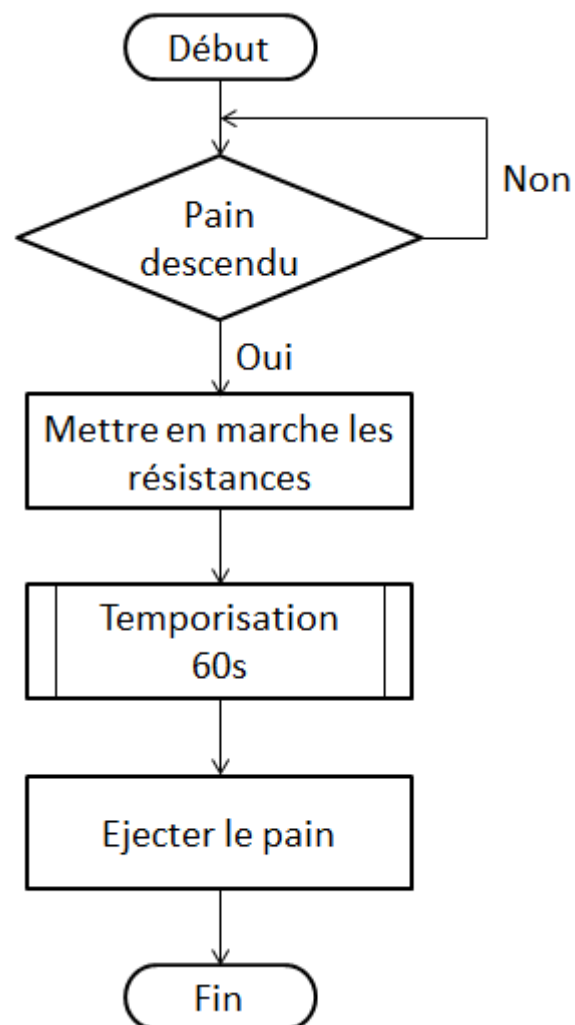 Début
Non
Pain
descendu
Oui
Mettre en marche les
résistances
Temporisation
60s
Ejecter le pain
Fin